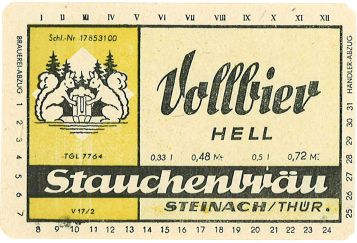 I II III IV V VI VII VIII IX X XI XII
BRAUEREI-ABZUG
1
2
3
4
5
6
7
Schl.-Nr 17853100
TGL 7764
V 17/2
Vollbier
HELL
0,33 l 0,48 M. 0,5 l 0,72 M.
Stauchenbräu
STEINACH/THÜR.
HÄNDLER-ABZUG
31
30
29
28
27
26
25
8 9 10 11 12 13 14 15 16 17 18 19 20 21 22 23 24